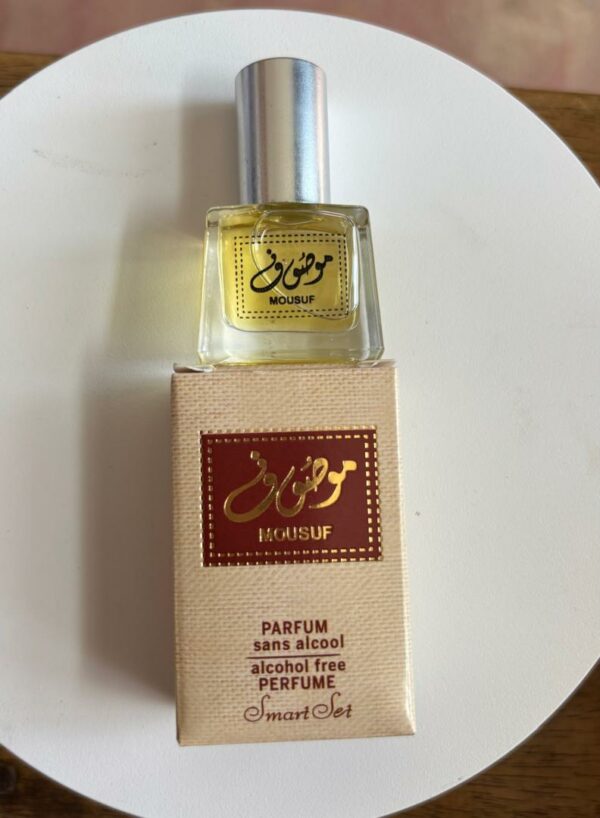 موصوف
MOUSUF
موصوف
MOUSUF
PARFUM
sans alcool
alcohol free
PERFUME
Smart Set